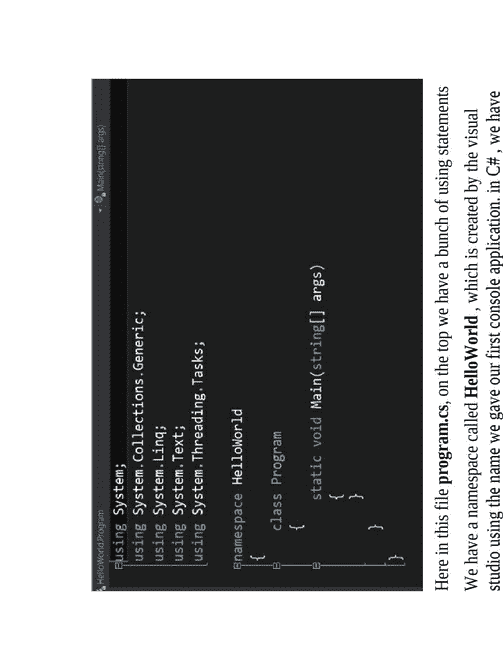 HelloWorld.Program
Main(string[] args)
using System;
using System.Collections.Generic;
using System.Linq;
using System.Text;
using System.Threading.Tasks;
namespace HelloWorld
{
class Program
{
static void Main(string[] args)
{
}
}
}
Here in this file program.cs, on the top we have a bunch of using statements
We have a namespace called HelloWorld , which is created by the visual
studio using the name we gave our first console application. in C# , we have